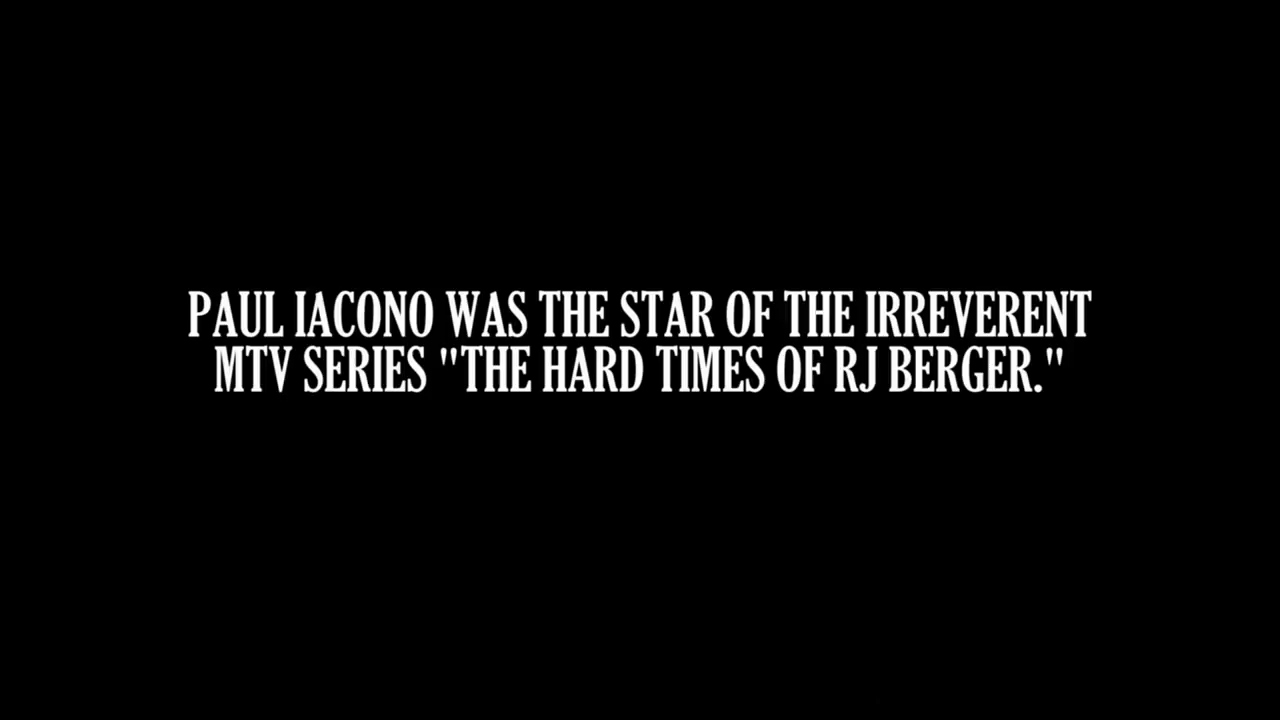 PAUL IACONO WAS THE STAR OF THE IRREVERENT
MTV SERIES "THE HARD TIMES OF RJ BERGER."